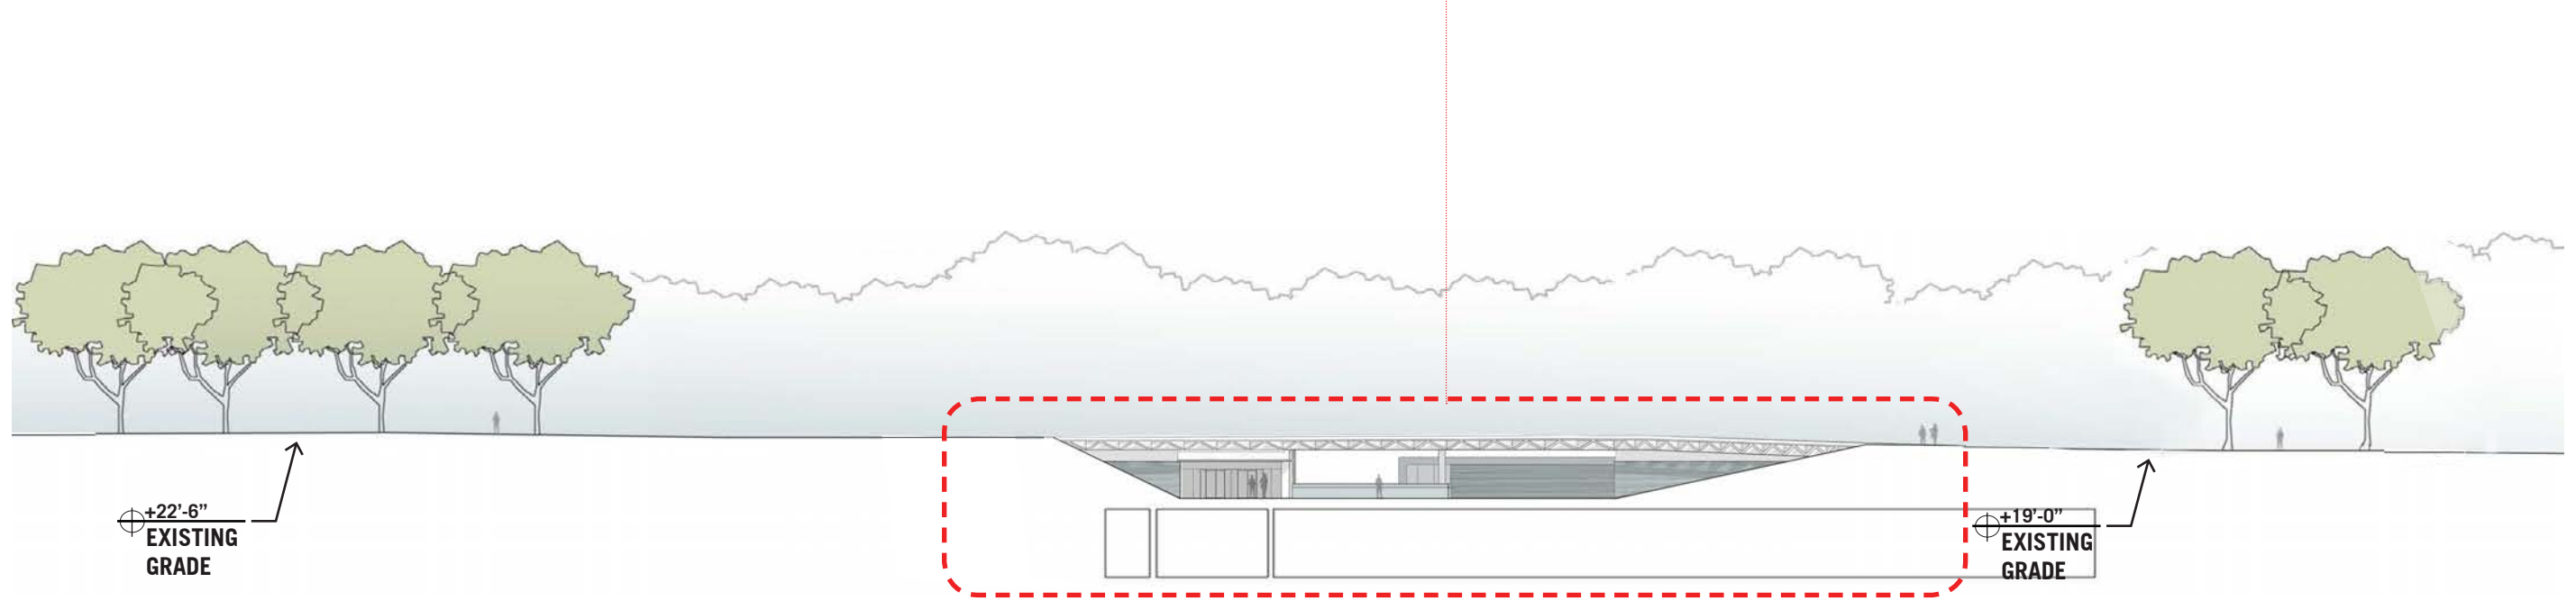 +22'-6”
EXISTING
GRADE
+19'-0”
EXISTING
GRADE